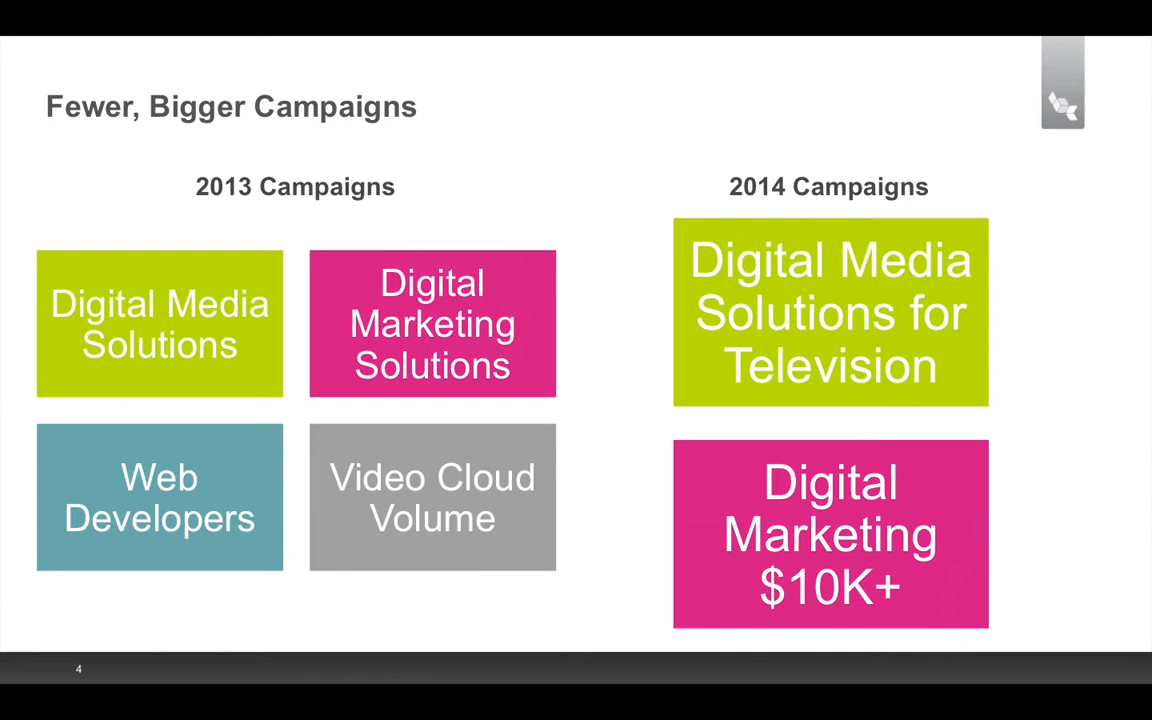 Fewer, Bigger Campaigns
2013 Campaigns
Digital Media
Solutions
Digital
Marketing
Solutions
Web
Developers
Video Cloud
Volume
2014 Campaigns
Digital Media
Solutions for
Television
Digital
Marketing
$10K+
4